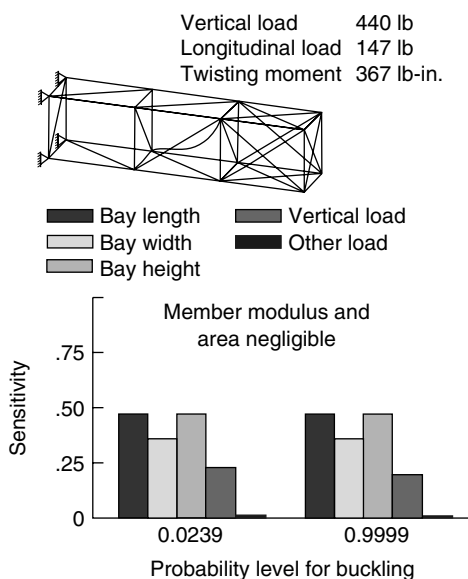 Vertical load 440 lb
Longitudinal load 147 lb
Twisting moment 367 lb-in.
Bay length
Vertical load
Bay width
Other load
Bay height
Member modulus and
area negligible
Sensitivity
.75
.50
.25
0
0.0239
0.9999
Probability level for buckling